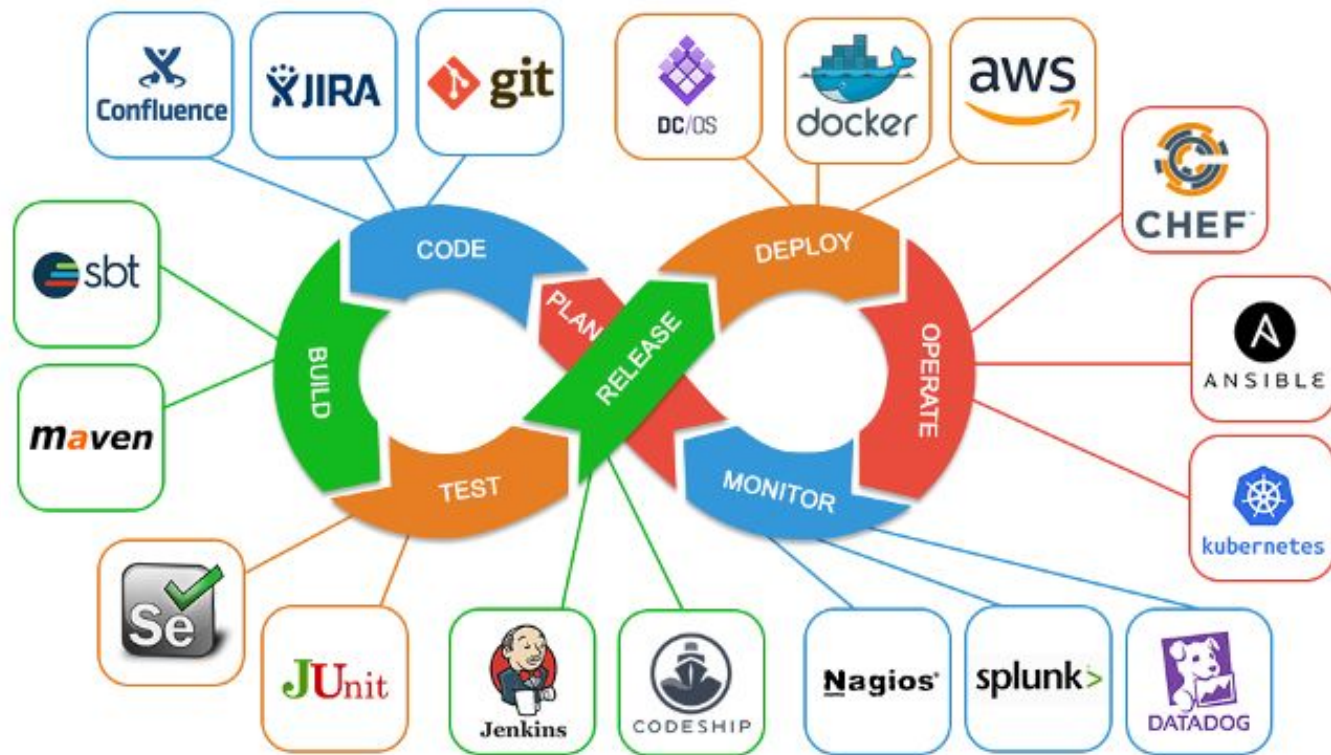 Confluence
JIRA
git
DC/OS
docker
aws
CHEF
sbt
CODE
DEPLOY
PLAN
RELEASE
BUILD
OPERATE
ANSIBLE
maven
TEST
MONITOR
kubernetes
Se
JUnit
Jenkins
CODESHIP
Nagios®
splunk>
DATADOG